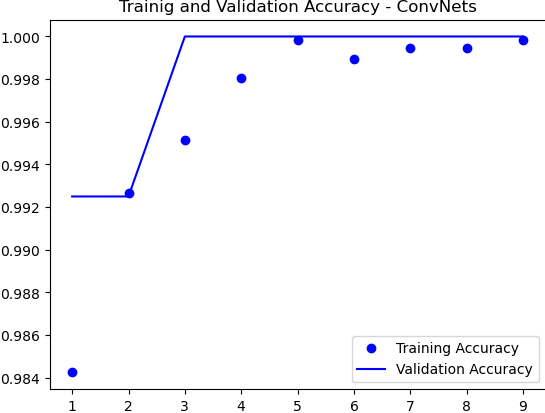 Trainig and Validation Accuracy - ConvNets
1.000
0.998
0.996
0.994
0.992
0.990
0.988
0.986
0.984
Training Accuracy
Validation Accuracy
1 2 3 4 5 6 7 8 9